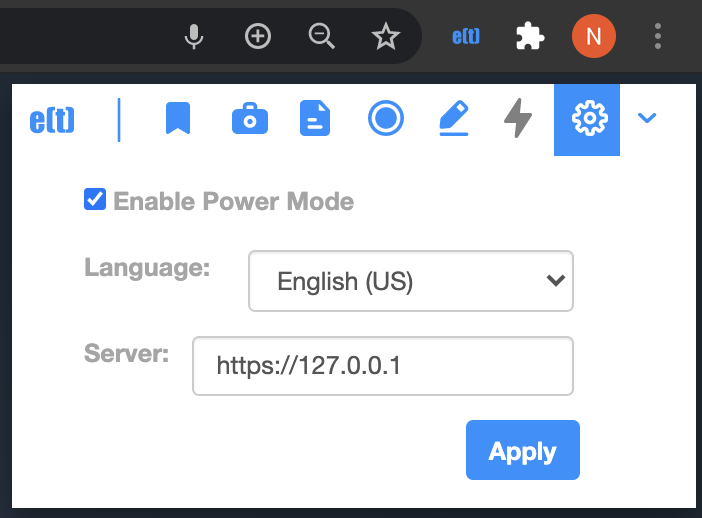 e(t) N
e(t)
Enable Power Mode
Language: English (US)
Server: https://127.0.0.1
Apply